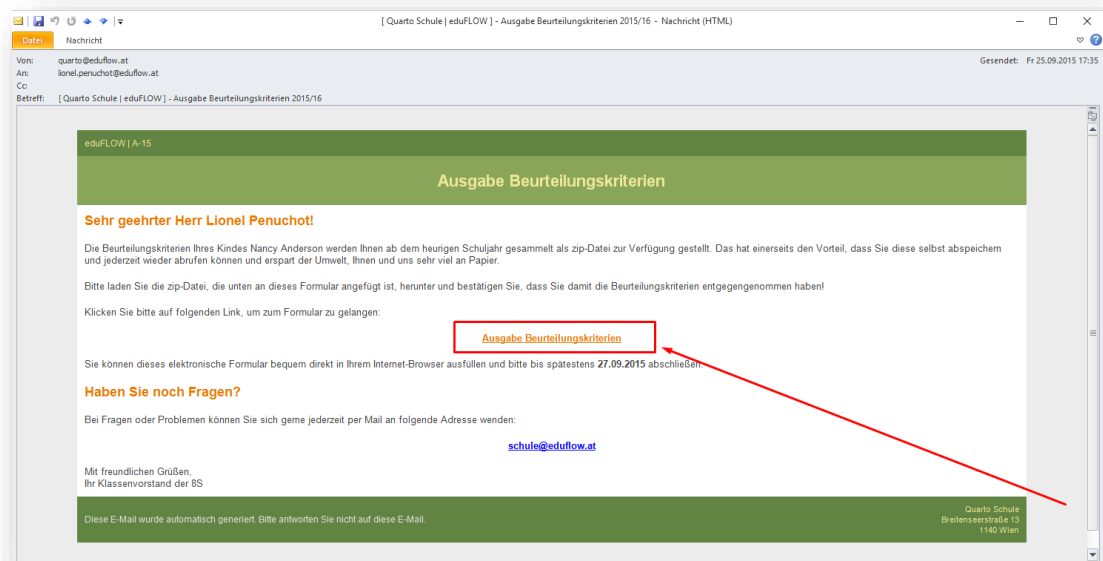 [ Quarto Schule | eduFLOW ] - Ausgabe Beurteilungskriterien 2015/16 - Nachricht (HTML)
Datei Nachricht
Von: quarto@eduflow.at Gesendet: Fr 25.09.2015 17:35
An: lionel.penuchot@eduflow.at
Cc:
Betreff: [ Quarto Schule | eduFLOW ] - Ausgabe Beurteilungskriterien 2015/16
eduFLOW | A-15
Ausgabe Beurteilungskriterien
Sehr geehrter Herr Lionel Penuchot!
Die Beurteilungskriterien Ihres Kindes Nancy Anderson werden Ihnen ab dem heurigen Schuljahr gesammelt als zip-Datei zur Verfügung gestellt. Das hat einerseits den Vorteil, dass Sie diese selbst abspeichern
und jederzeit wieder abrufen können und erspart der Umwelt, Ihnen und uns sehr viel an Papier.
Bitte laden Sie die zip-Datei, die unten an dieses Formular angefügt ist, herunter und bestätigen Sie, dass Sie damit die Beurteilungskriterien entgegengenommen haben!
Klicken Sie bitte auf folgenden Link, um zum Formular zu gelangen:
Ausgabe Beurteilungskriterien
Sie können dieses elektronische Formular bequem direkt in Ihrem Internet-Browser ausfüllen und bitte bis spätestens 27.09.2015 abschließen.
Haben Sie noch Fragen?
Bei Fragen oder Problemen können Sie sich gerne jederzeit per Mail an folgende Adresse wenden:
schule@eduflow.at
Mit freundlichen Grüßen,
Ihr Klassenvorstand der 8S
Diese E-Mail wurde automatisch generiert. Bitte antworten Sie nicht auf diese E-Mail.
Quarto Schule
Breitenseerstraße 13
1140 Wien